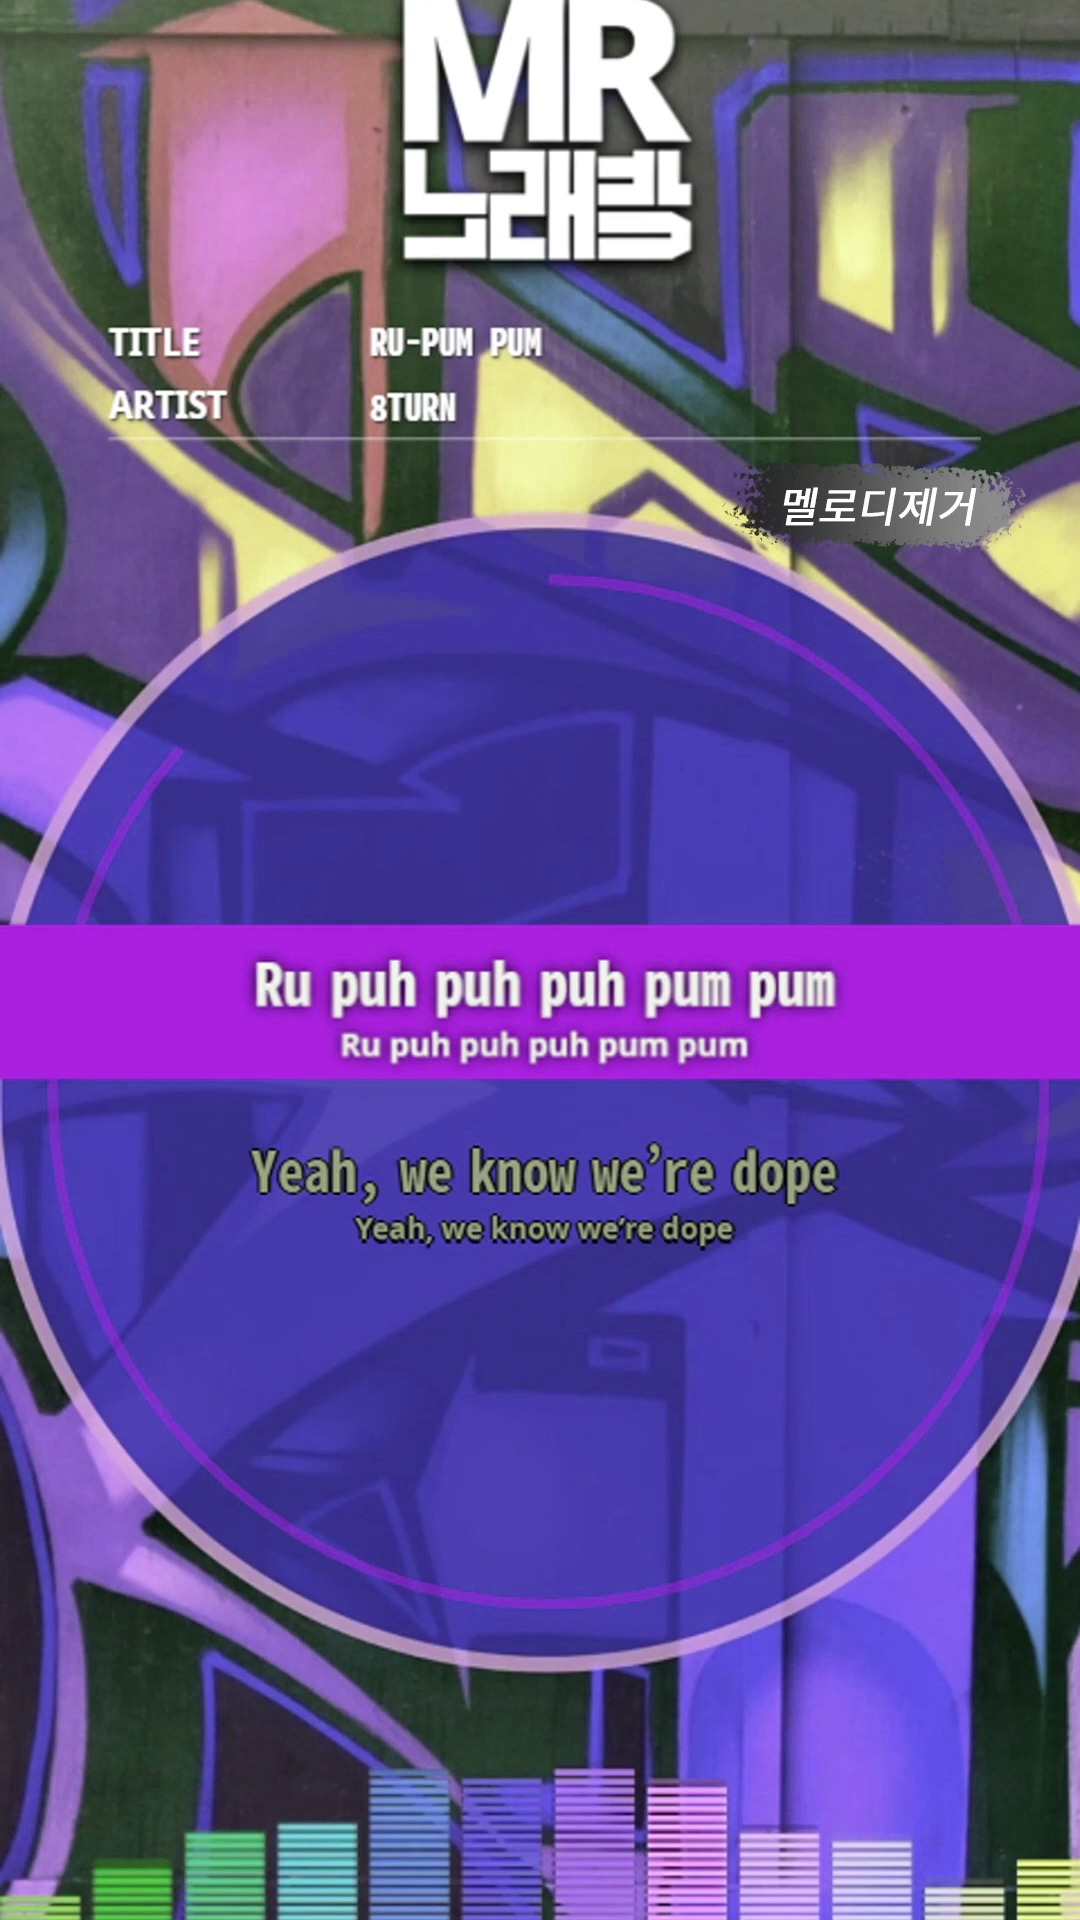 MR
노래방
TITLE RU-PUM PUM
ARTIST 8TURN
멜로디제거
Ru puh puh puh pum pum
Ru puh puh puh pum pum
Yeah, we know we’re dope
Yeah, we know we’re dope